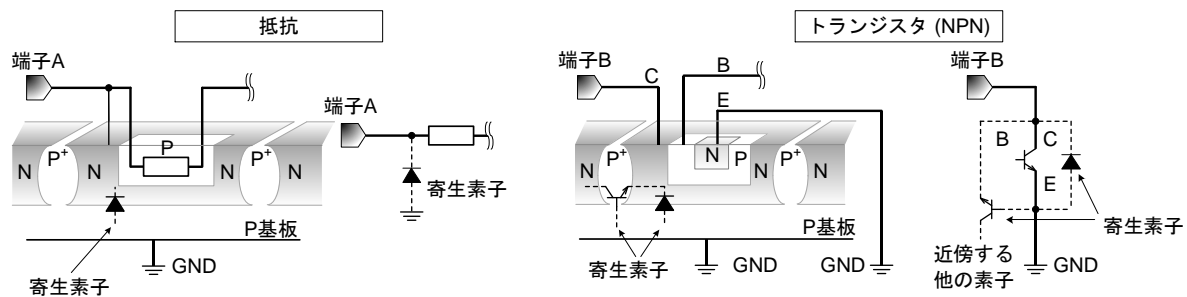 抵抗
トランジスタ (NPN)
端子A
端子A
N
P+
N
P
P+
N
寄生素子
P基板
GND
寄生素子
端子B
C
B
E
N
P+
N
N
P
P+
N
P基板
寄生素子
GND
GND
端子B
B
C
E
寄生素子
近傍する
他の素子
GND